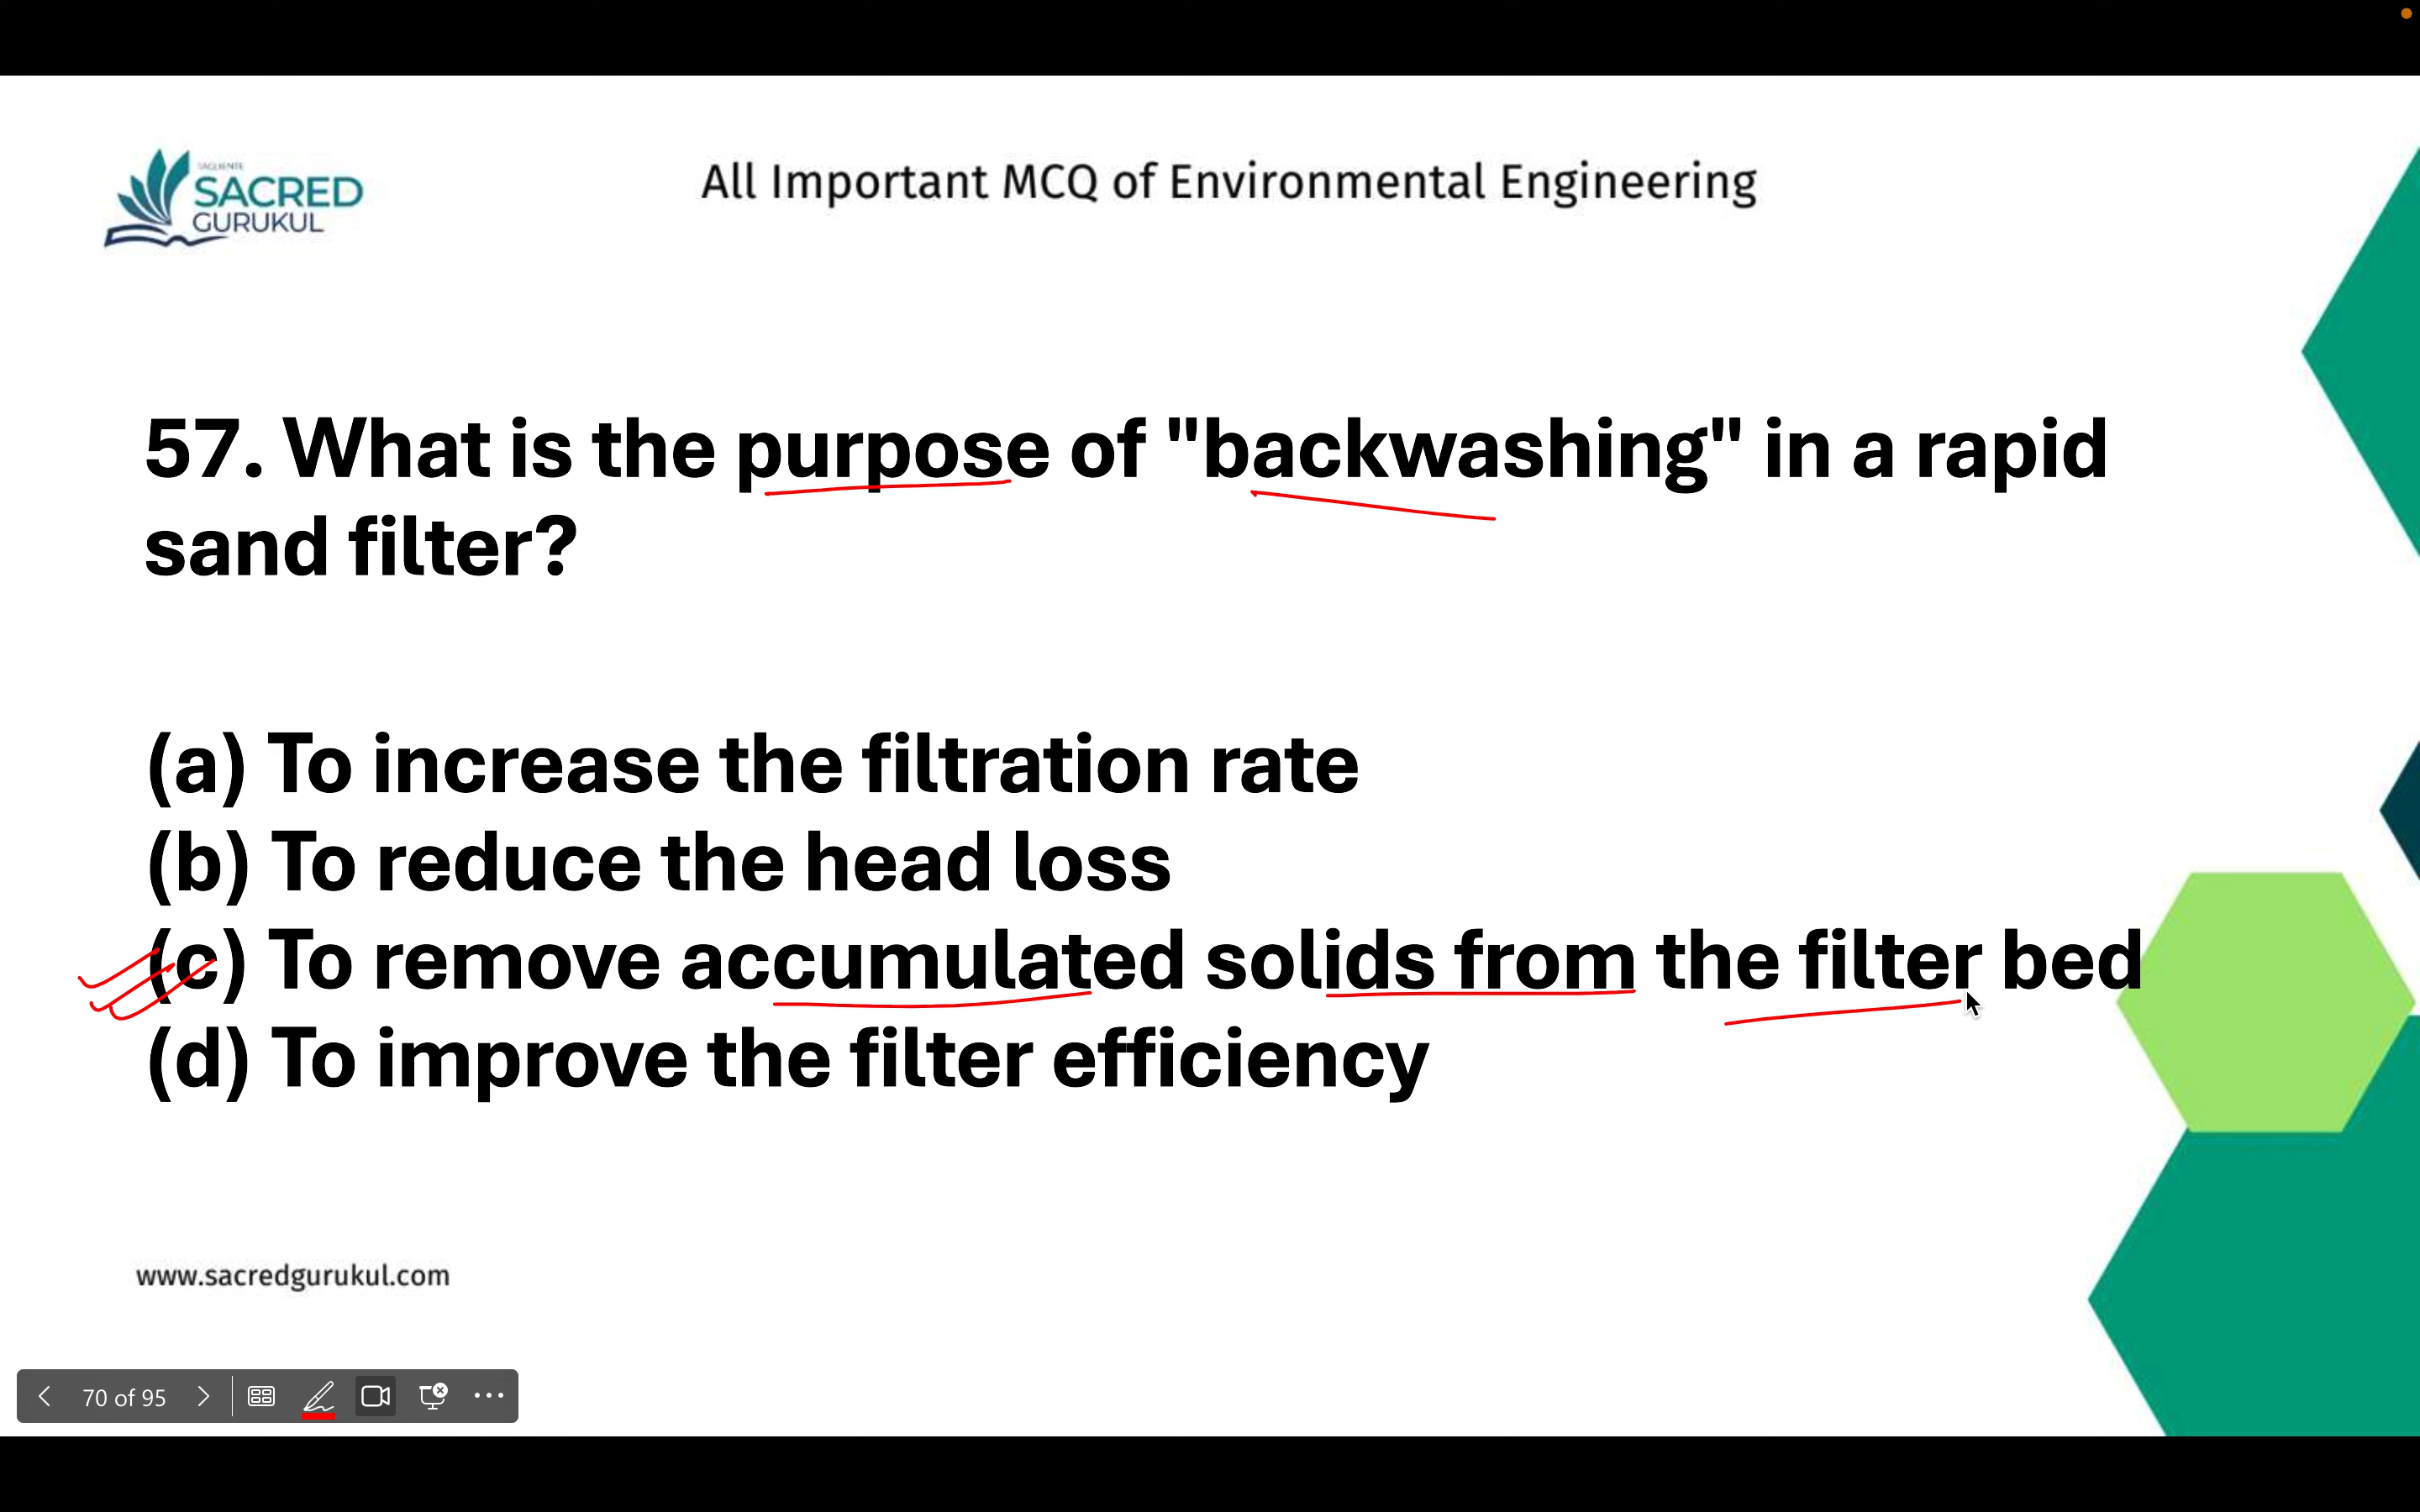 TAGLIENTE
SACRED
GURUKUL
All Important MCQ of Environmental Engineering
57. What is the purpose of "backwashing" in a rapid
sand filter?
(a) To increase the filtration rate
(b) To reduce the head loss
(c) To remove accumulated solids from the filter bed
(d) To improve the filter efficiency
www.sacredgurukul.com
70 of 95